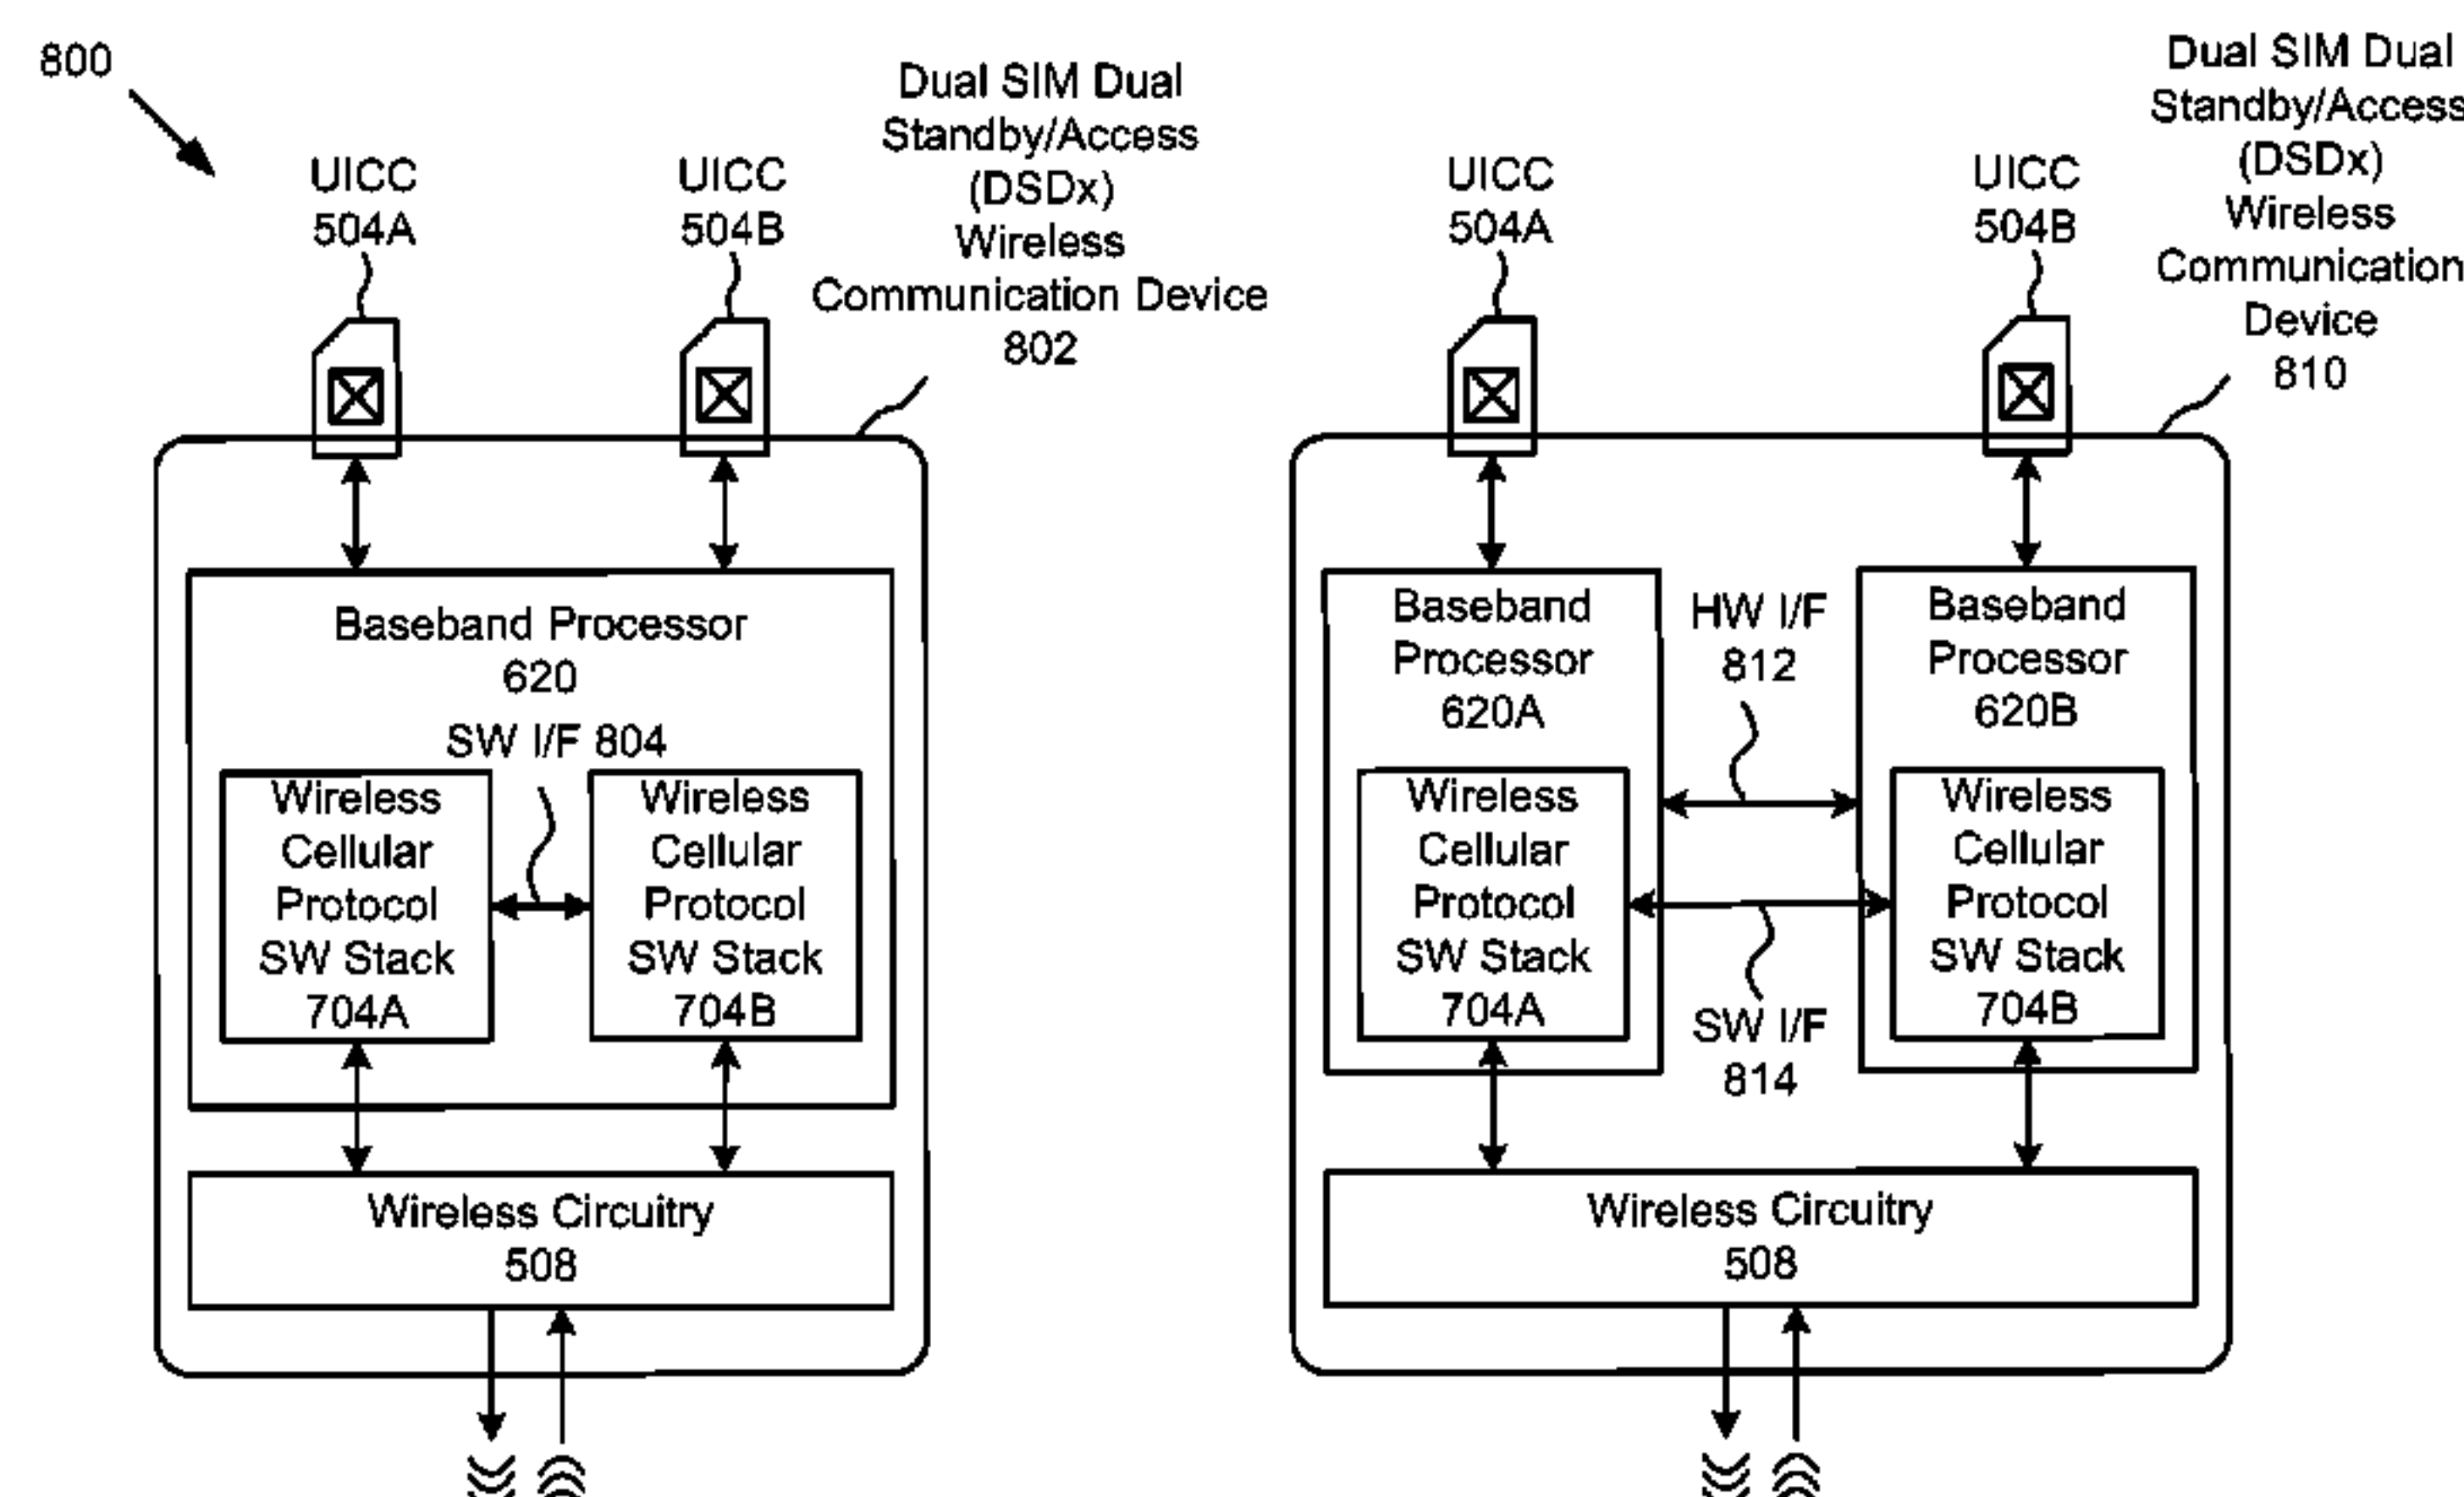 800
UICC
504A
UICC
504B
Dual SIM Dual
Standby/Access
(DSDx)
Wireless
Communication Device
802
Baseband Processor
620
SW I/F 804
Wireless
Cellular
Protocol
SW Stack
704A
Wireless
Cellular
Protocol
SW Stack
704B
Wireless Circuitry
508
UICC
504A
UICC
504B
Dual SIM Dual
Standby/Access
(DSDx)
Wireless
Communication
Device
810
Baseband
Processor
620A
HW I/F
812
Baseband
Processor
620B
Wireless
Cellular
Protocol
SW Stack
704A
SW I/F
814
Wireless
Cellular
Protocol
SW Stack
704B
Wireless Circuitry
508